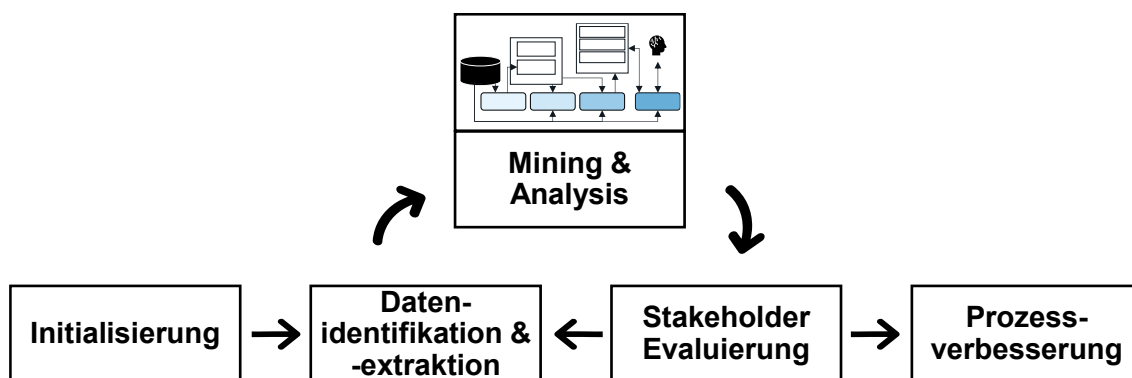 Mining &
Analysis
Initialisierung
Daten-
identifikation &
-extraktion
Stakeholder
Evaluierung
Prozess-
verbesserung